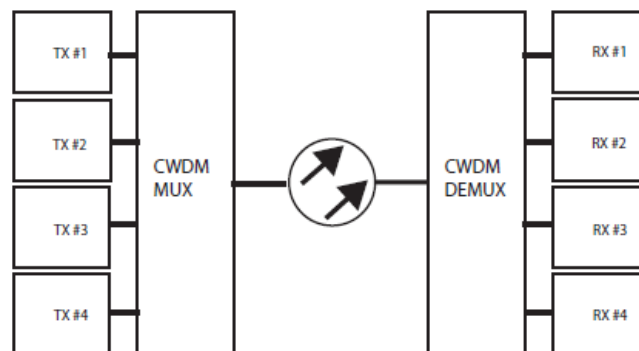 TX #1
TX #2
TX #3
TX #4
CWDM
MUX
CWDM
DEMUX
RX #1
RX #2
RX #3
RX #4